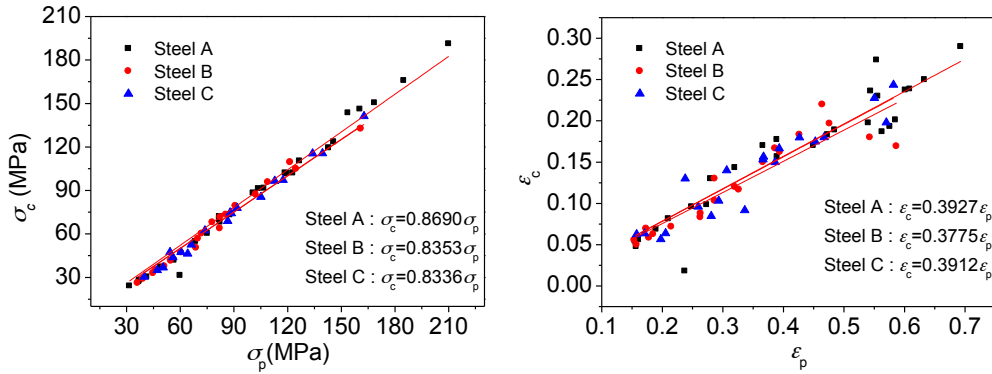 210
180
150
120
90
60
30
σc (MPa)
Steel A
Steel B
Steel C
Steel A : σc=0.8690σp
Steel B : σc=0.8353σp
Steel C : σc=0.8336σp
30 60 90 120 150 180 210
σp(MPa)
0.30
0.25
0.20
0.15
0.10
0.05
0.00
εc
Steel A
Steel B
Steel C
Steel A : εc=0.3927εp
Steel B : εc=0.3775εp
Steel C : εc=0.3912εp
0.1 0.2 0.3 0.4 0.5 0.6 0.7
εp